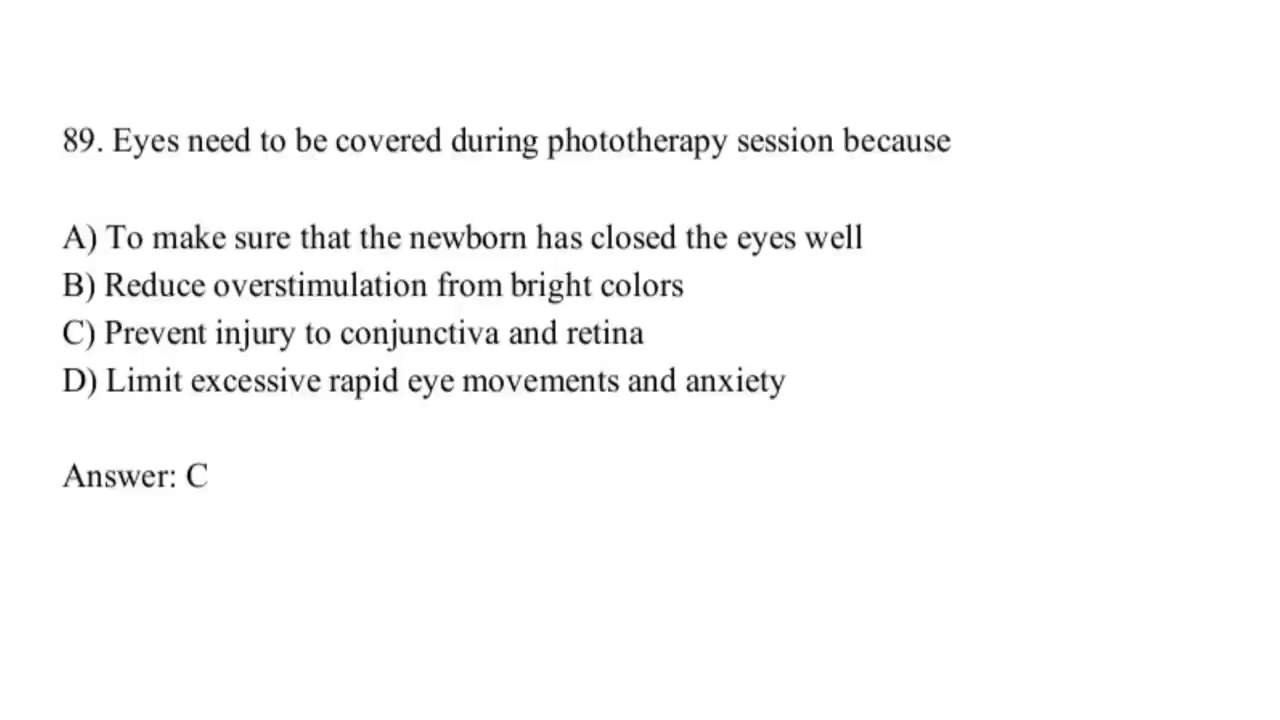 89. Eyes need to be covered during phototherapy session because
A) To make sure that the newborn has closed the eyes well
B) Reduce overstimulation from bright colors
C) Prevent injury to conjunctiva and retina
D) Limit excessive rapid eye movements and anxiety
Answer: C